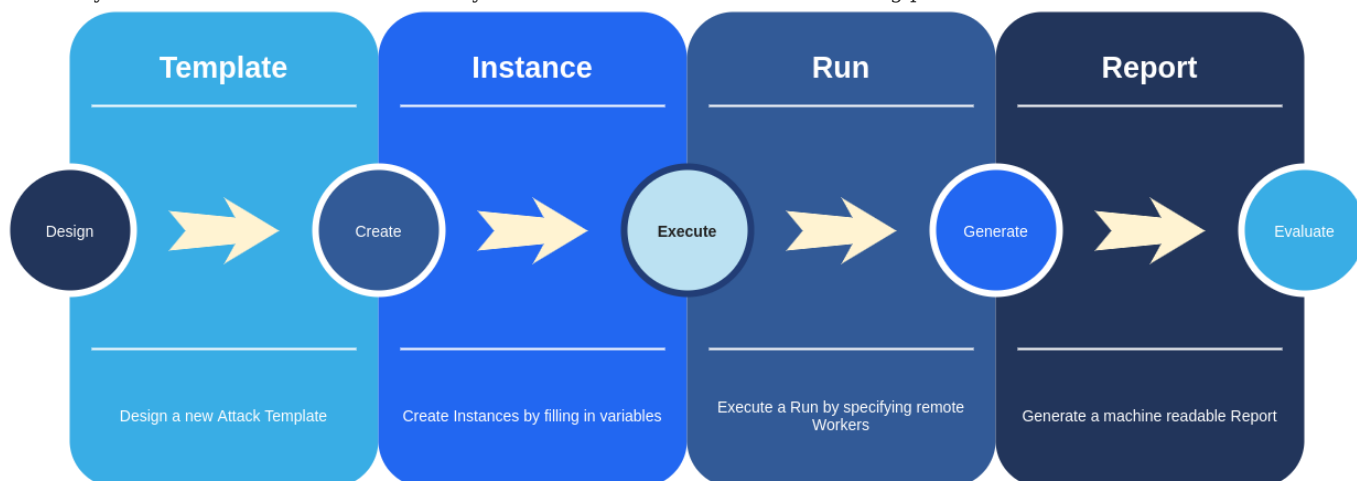 Template
Instance
Run
Report
Design
Create
Execute
Generate
Evaluate
Design a new Attack Template
Create Instances by filling in variables
Execute a Run by specifying remote
Workers
Generate a machine readable Report